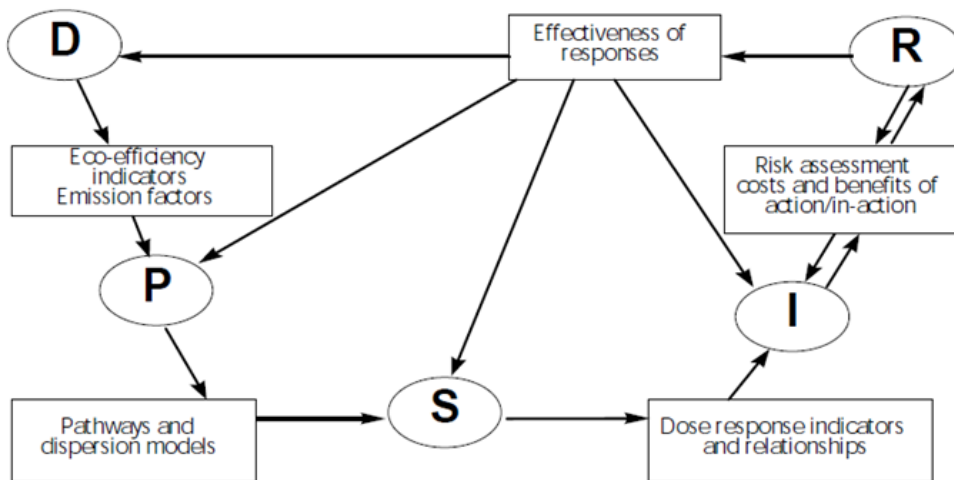 D
Effectiveness of
responses
R
Eco-efficiency
indicators
Emission factors
Risk assessment
costs and benefits of
action/in-action
P
I
S
Pathways and
dispersion models
Dose response indicators
and relationships